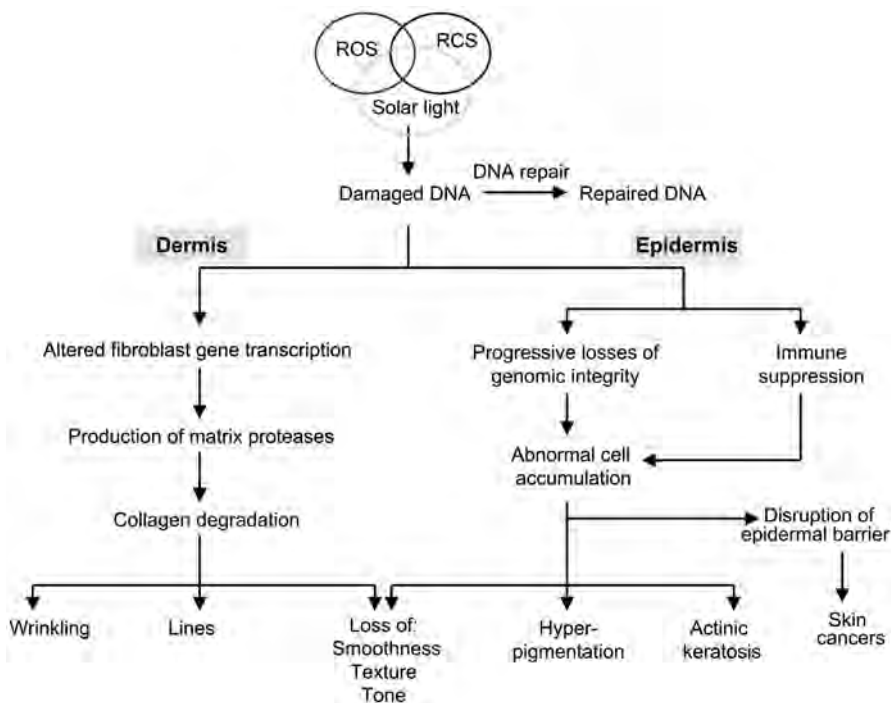 ROS
RCS
Solar light
DNA repair
Damaged DNA
Repaired DNA
Dermis
Epidermis
Altered fibroblast gene transcription
Progressive losses of
genomic integrity
Immune
suppression
Production of matrix proteases
Abnormal cell
accumulation
Collagen degradation
Disruption of
epidermal barrier
Wrinkling
Lines
Loss of:
Smoothness
Texture
Tone
Hyper-
pigmentation
Actinic
keratosis
Skin
cancers